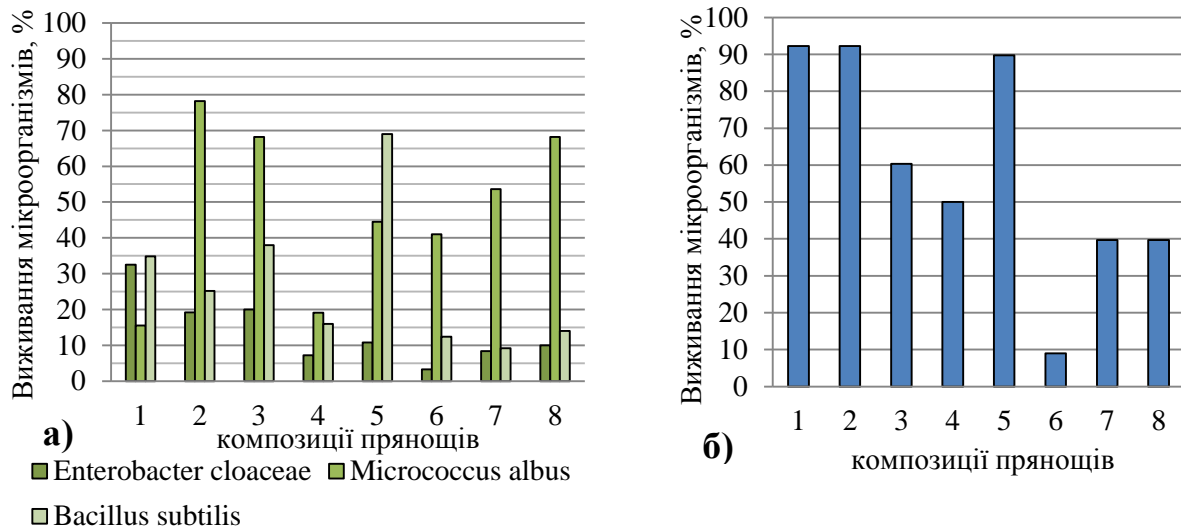 Виживання мікроорганізмів, %
100
90
80
70
60
50
40
30
20
10
0
1 2 3 4 5 6 7 8
композиції прянощів
а)
Enterobacter cloaceae Micrococcus albus
Bacillus subtilis
Виживання мікроорганізмів, %
100
90
80
70
60
50
40
30
20
10
0
1 2 3 4 5 6 7 8
композиції прянощів
б)